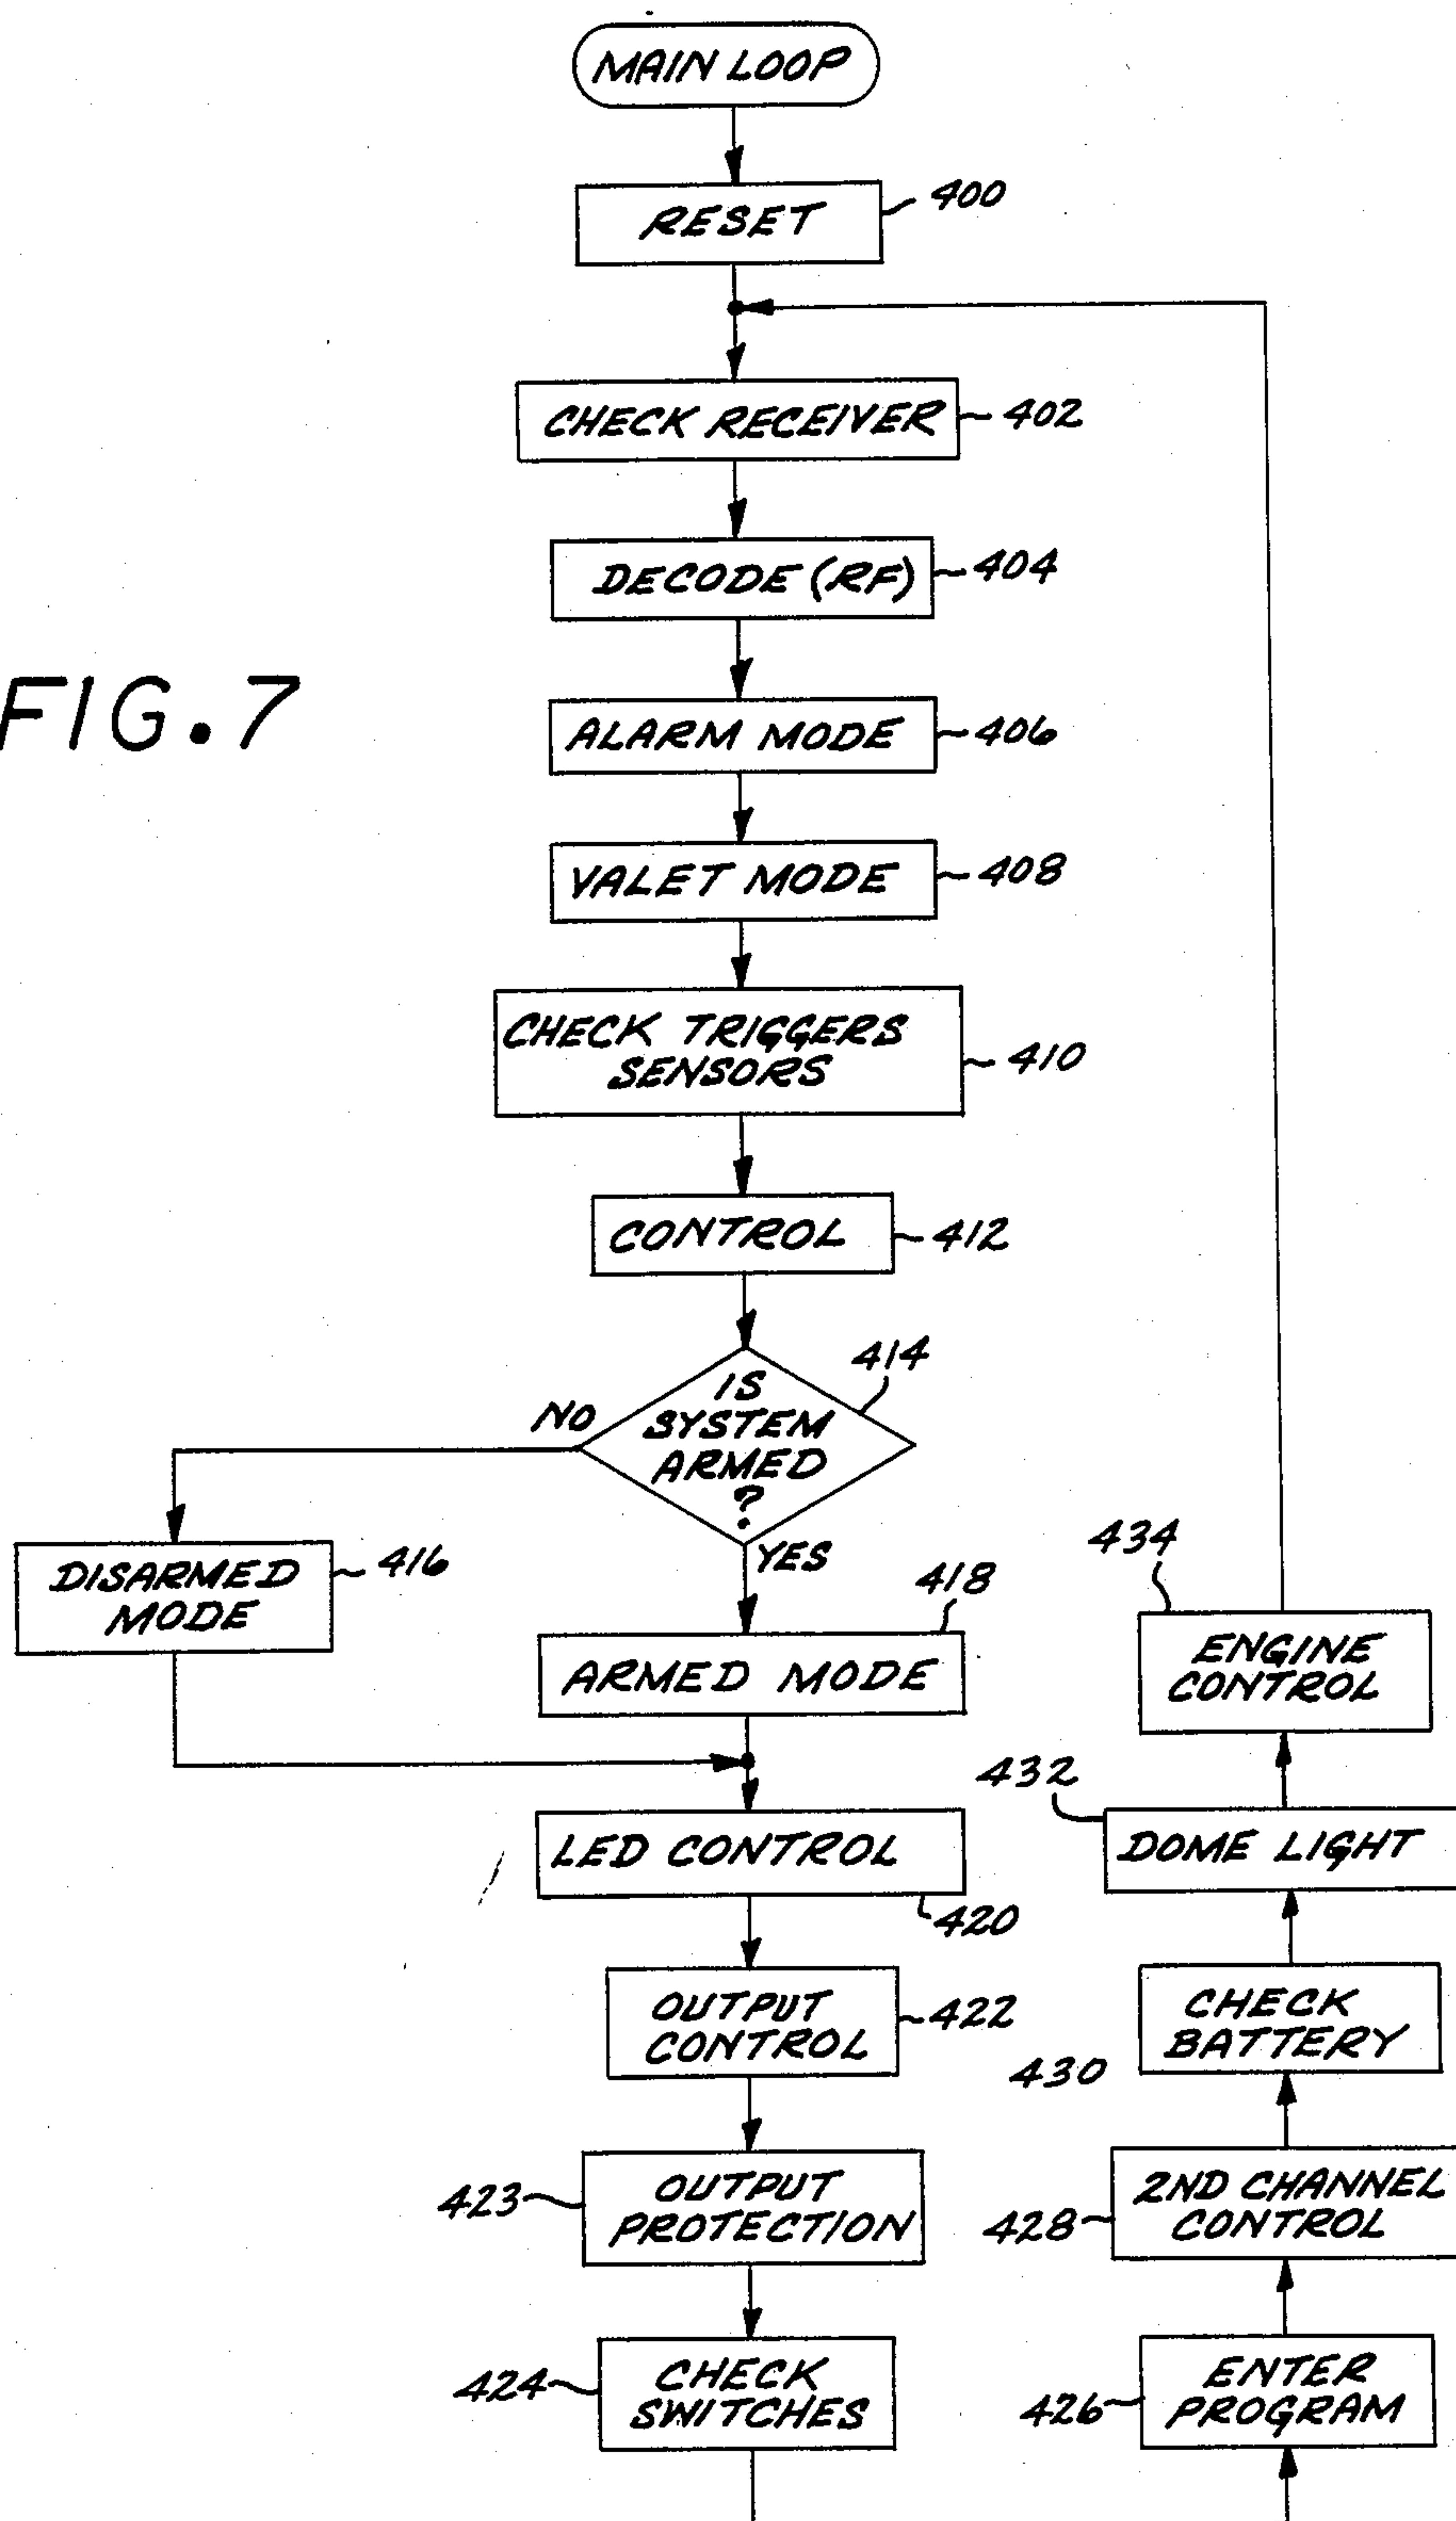 MAIN LOOP
RESET
400
CHECK RECEIVER
402
DECODE (RF)
404
FIG. 7
ALARM MODE
406
VALET MODE
408
CHECK TRIGGERS
SENSORS
410
CONTROL
412
IS
SYSTEM
ARMED
?
414
NO
YES
DISARMED
MODE
416
ARMED MODE
418
LED CONTROL
420
OUTPUT
CONTROL
422
423
OUTPUT
PROTECTION
424
CHECK
SWITCHES
426
ENTER
PROGRAM
428
2ND CHANNEL
CONTROL
430
CHECK
BATTERY
432
DOME LIGHT
434
ENGINE
CONTROL